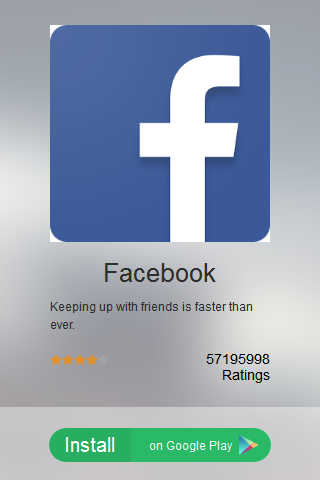 f
Facebook
Keeping up with friends is faster than
ever.
57195998
Ratings
Install
on Google Play